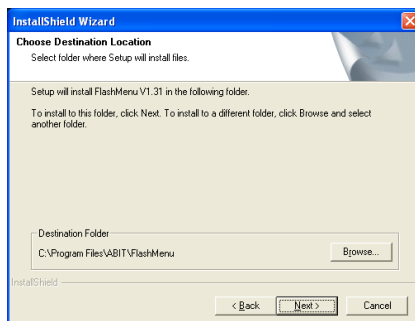 InstallShield Wizard
Choose Destination Location
Select folder where Setup will install files.
Setup will install FlashMenu V1.31 in the following folder.
To install to this folder, click Next. To install to a different folder, click Browse and select
another folder.
Destination Folder
C:\Program Files\ABIT\FlashMenu
Browse...
InstallShield
< Back
Next >
Cancel